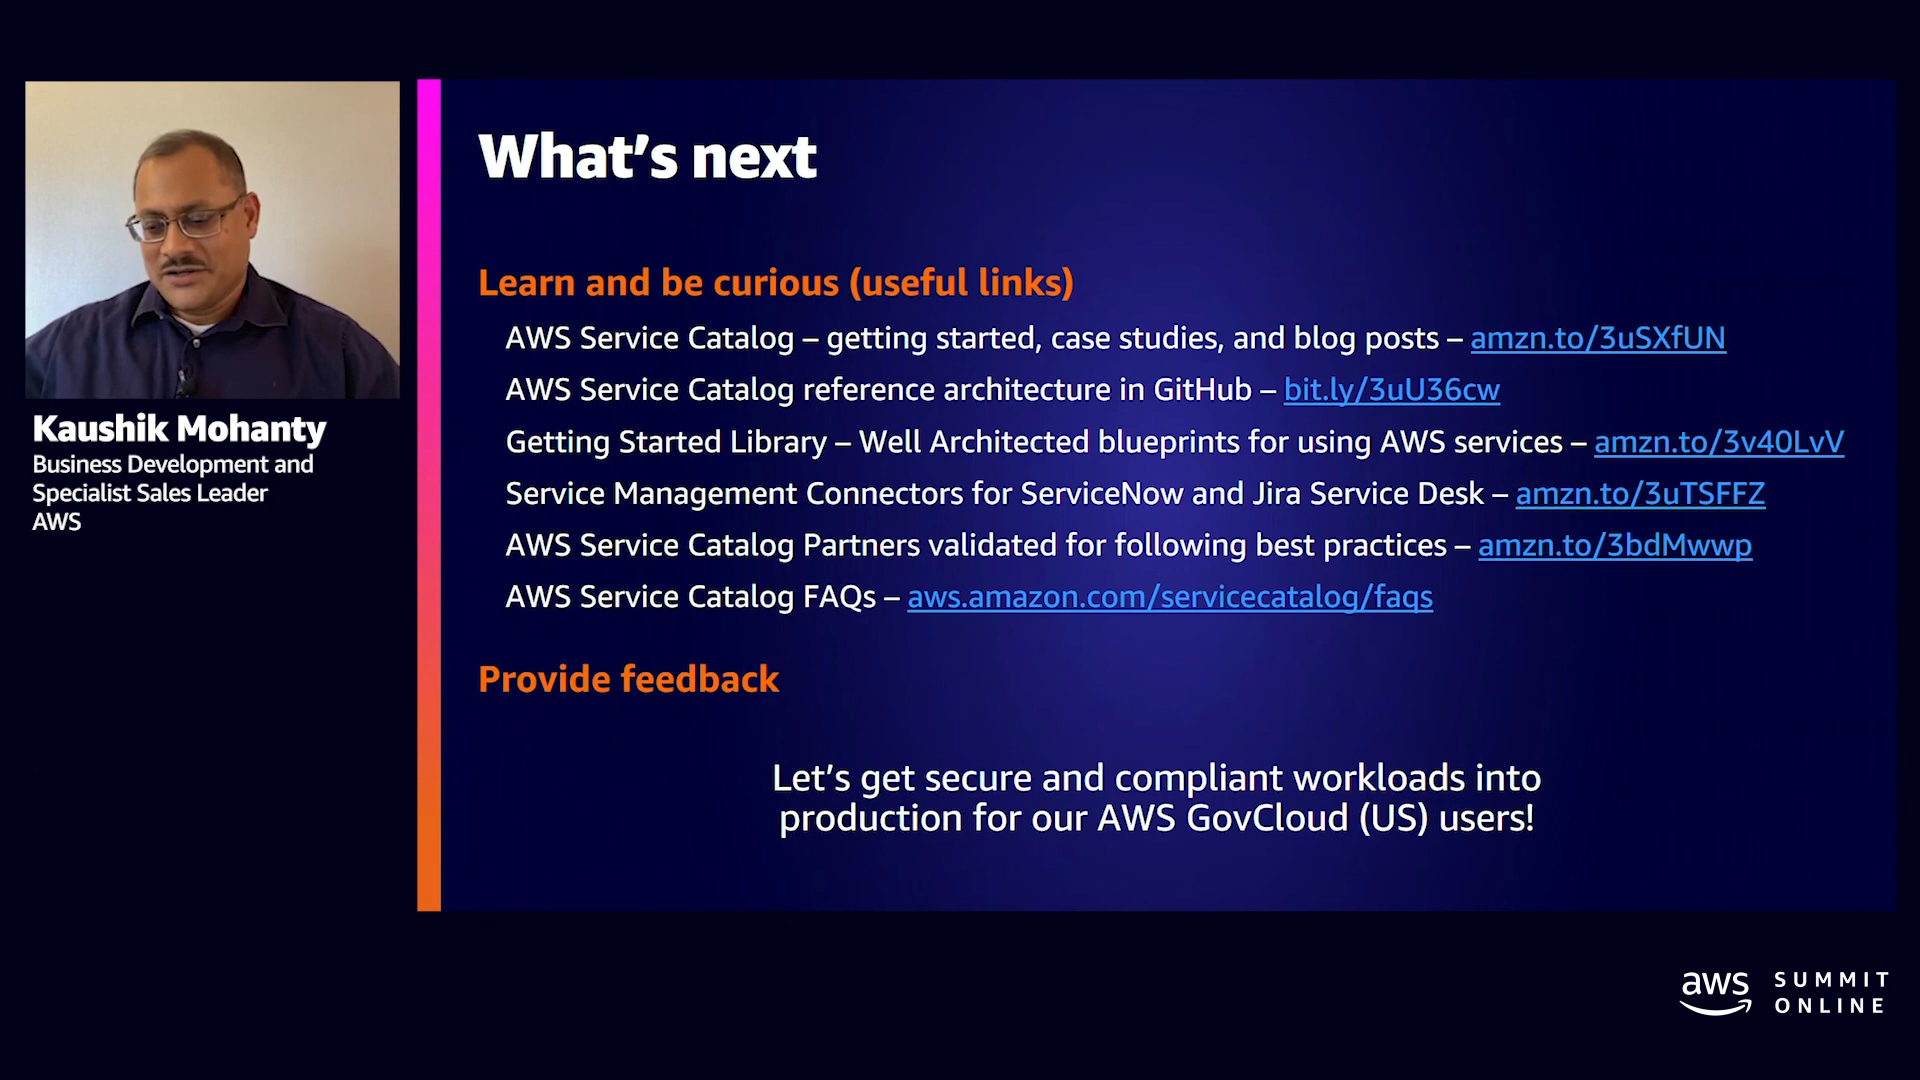 Kaushik Mohanty
Business Development and
Specialist Sales Leader
AWS
What's next
Learn and be curious (useful links)
AWS Service Catalog – getting started, case studies, and blog posts – amzn.to/3uSXfUN
AWS Service Catalog reference architecture in GitHub – bit.ly/3uU36cw
Getting Started Library – Well Architected blueprints for using AWS services – amzn.to/3v40LvV
Service Management Connectors for ServiceNow and Jira Service Desk – amzn.to/3uTSFFZ
AWS Service Catalog Partners validated for following best practices – amzn.to/3bdMwwp
AWS Service Catalog FAQs – aws.amazon.com/servicecatalog/faqs
Provide feedback
Let's get secure and compliant workloads into
production for our AWS GovCloud (US) users!
aws SUMMIT
ONLINE